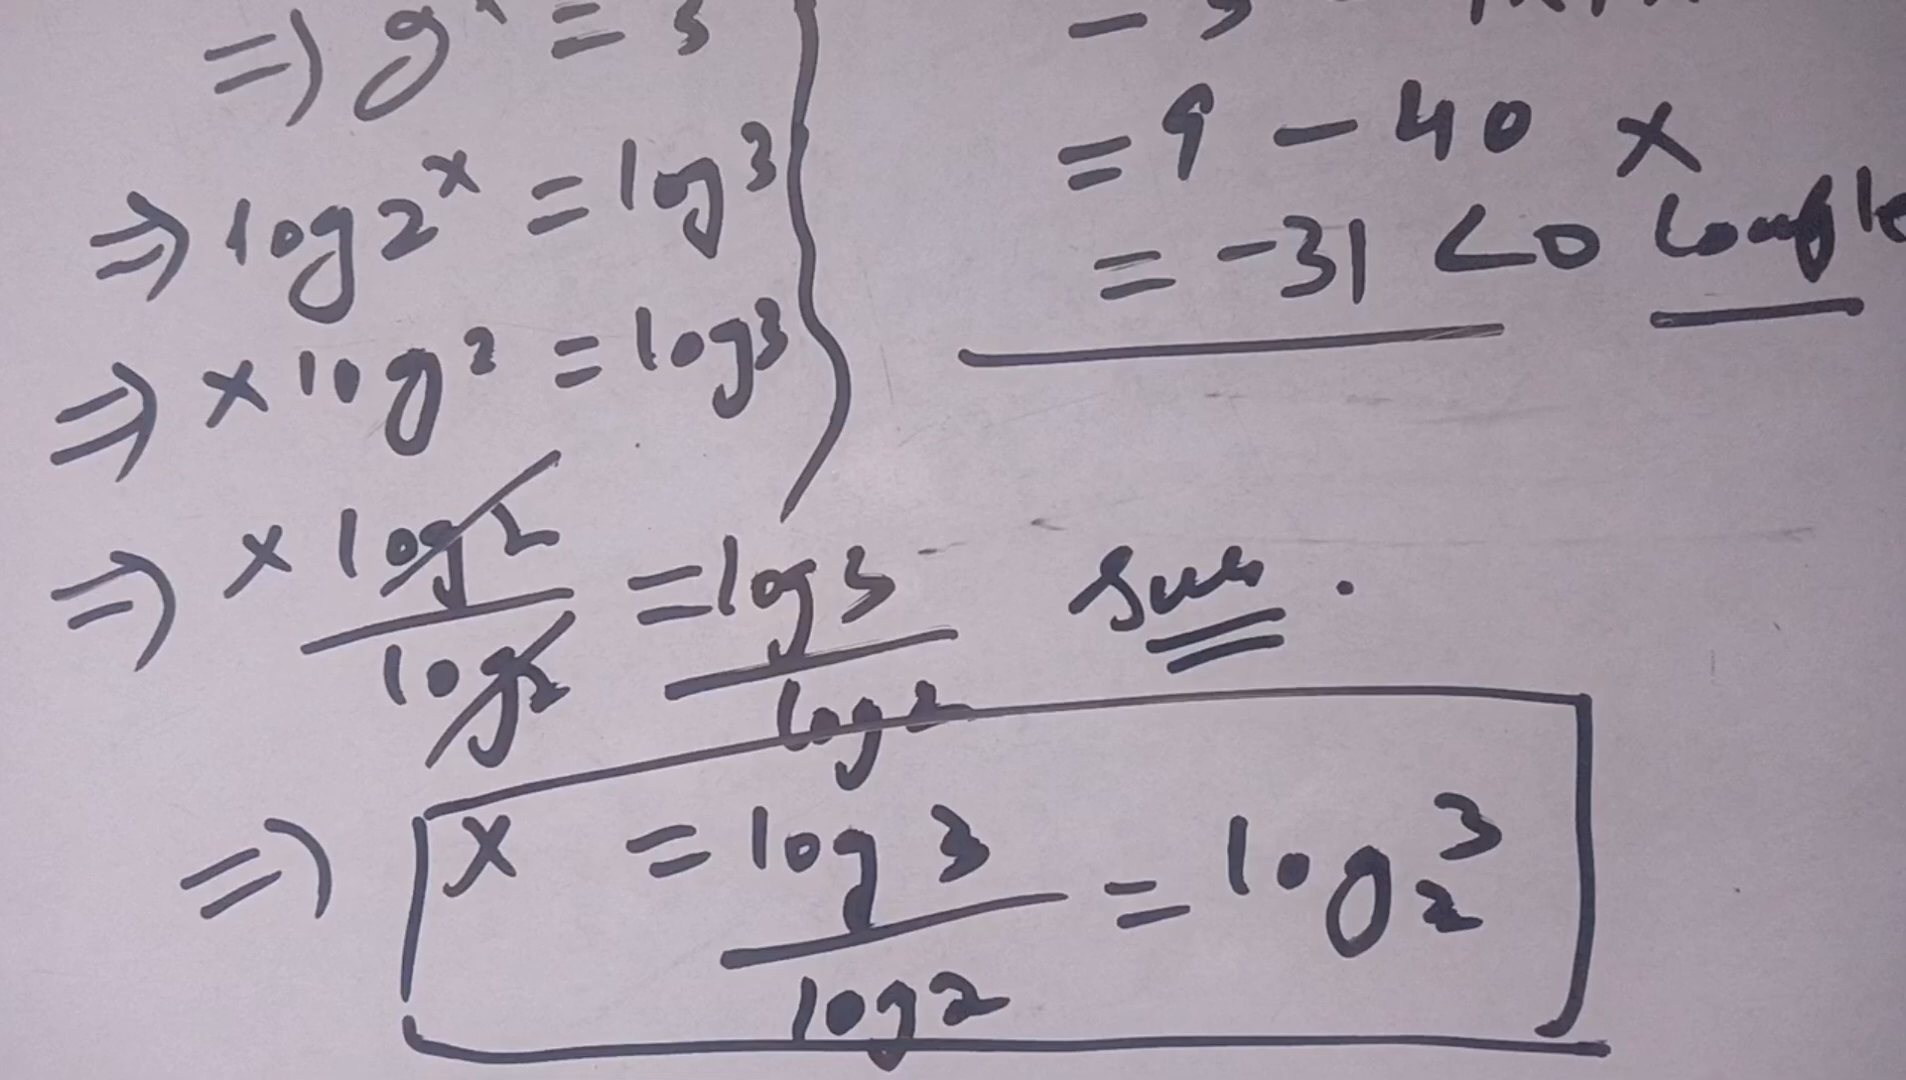 ⇒ log 2^x = log 3
⇒ x log 2 = log 3
⇒ x log 2 / log 2 = log 3 / log 2
⇒ x = log 3 / log 2 = log_2 3
= 9 - 40 x
= -31 < 0